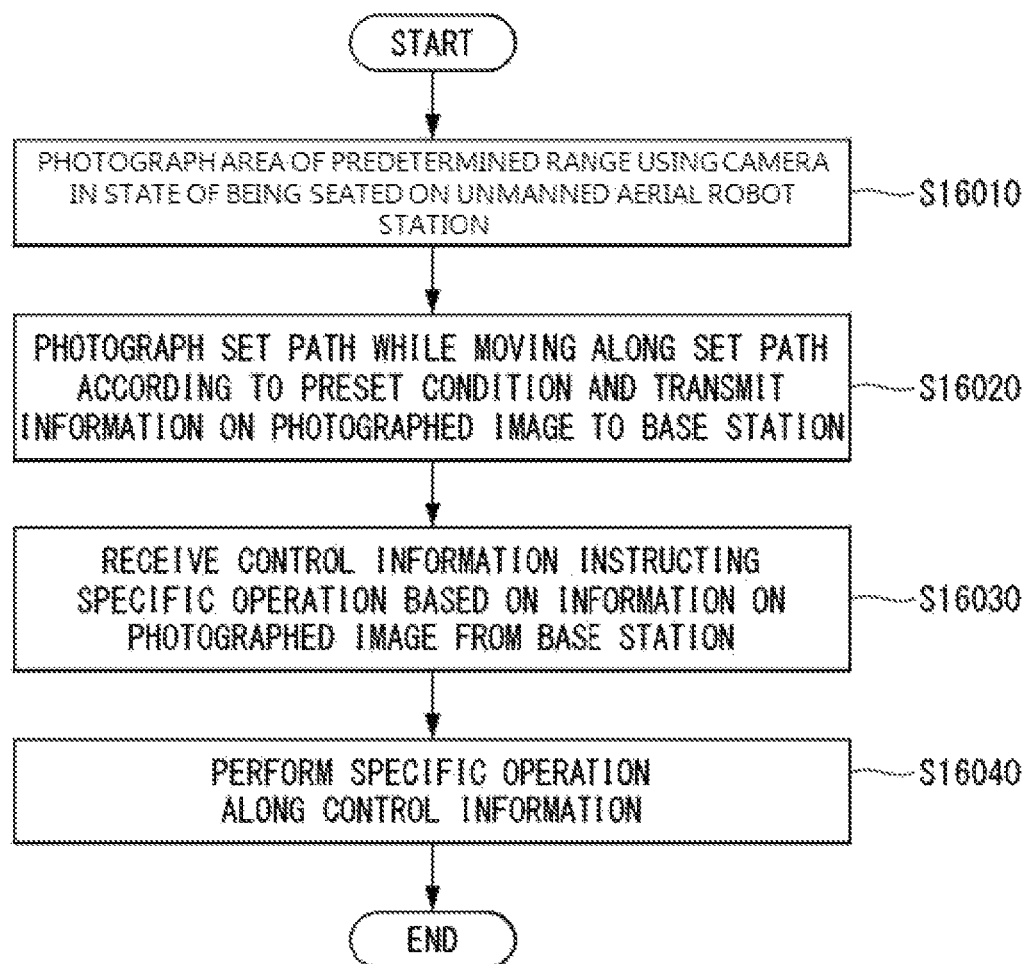 START
PHOTOGRAPH AREA OF PREDETERMINED RANGE USING CAMERA
IN STATE OF BEING SEATED ON UNMANNED AERIAL ROBOT
STATION
S16010
PHOTOGRAPH SET PATH WHILE MOVING ALONG SET PATH
ACCORDING TO PRESET CONDITION AND TRANSMIT
INFORMATION ON PHOTOGRAPHED IMAGE TO BASE STATION
S16020
RECEIVE CONTROL INFORMATION INSTRUCTING
SPECIFIC OPERATION BASED ON INFORMATION ON
PHOTOGRAPHED IMAGE FROM BASE STATION
S16030
PERFORM SPECIFIC OPERATION
ALONG CONTROL INFORMATION
S16040
END